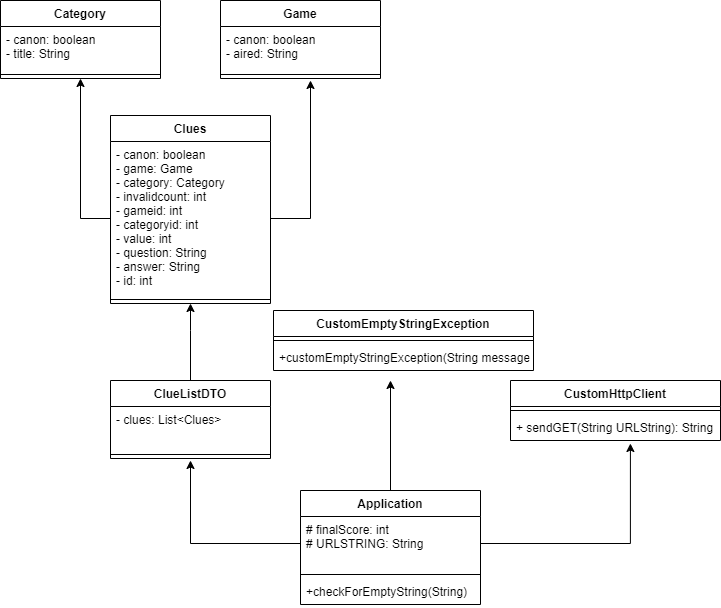 Category
- canon: boolean
- title: String
Game
- canon: boolean
- aired: String
Clues
- canon: boolean
- game: Game
- category: Category
- invalidcount: int
- gameid: int
- categoryid: int
- value: int
- question: String
- answer: String
- id: int
CustomEmptyStringException
+customEmptyStringException(String message
ClueListDTO
- clues: List<Clues>
CustomHttpClient
+ sendGET(String URLString): String
Application
# finalScore: int
# URLSTRING: String
+checkForEmptyString(String)